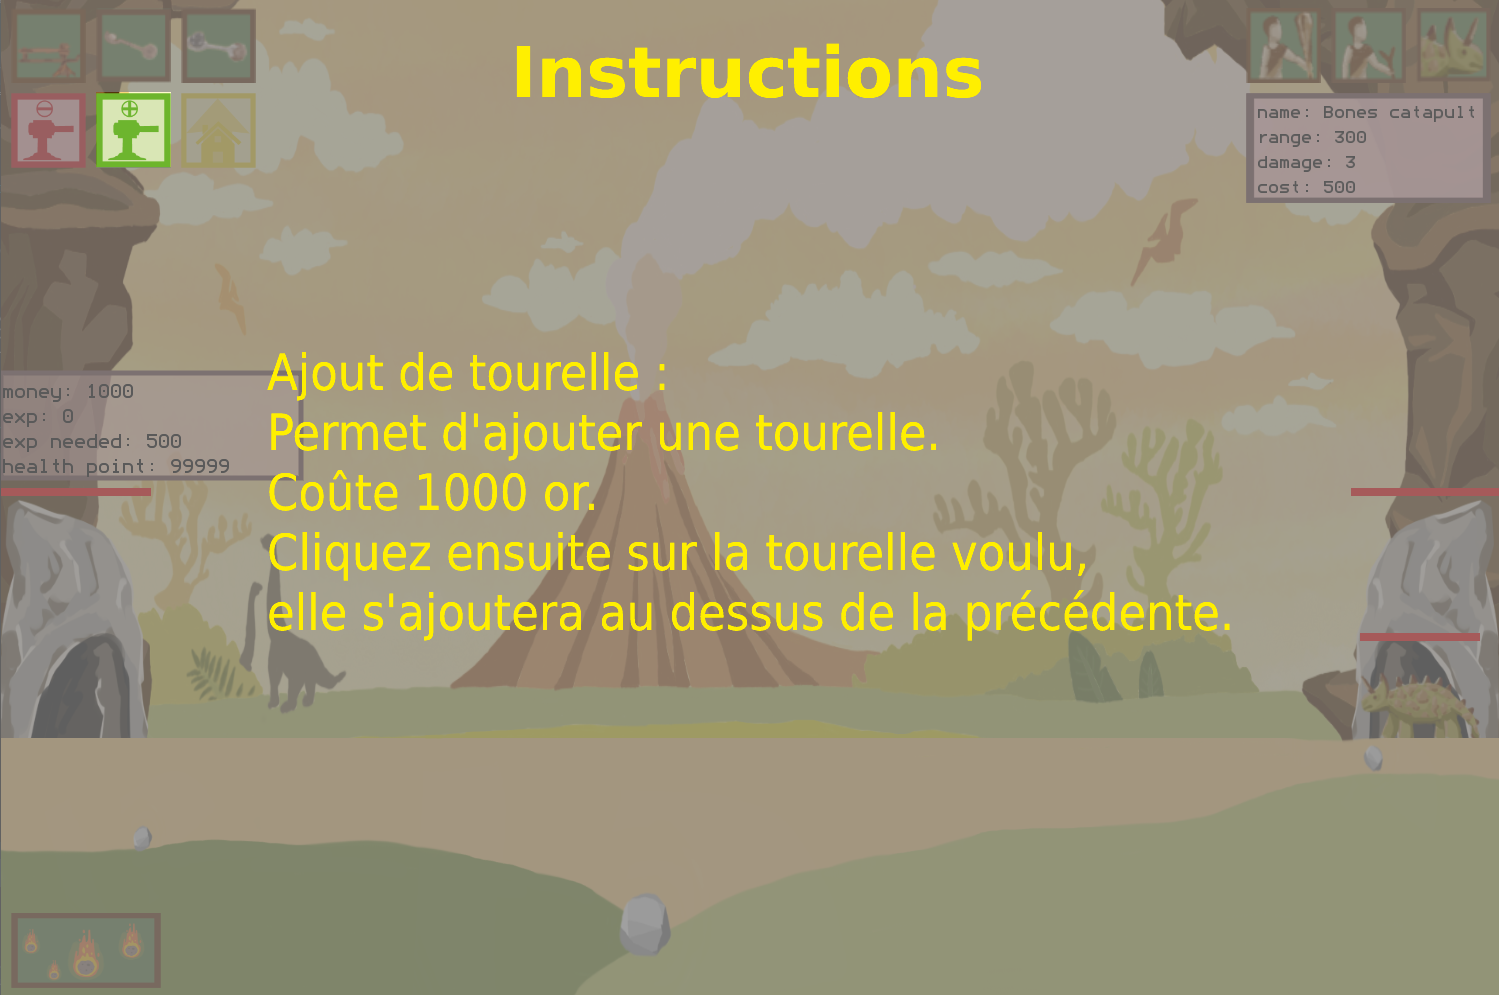 Instructions
name: Bones catapult
range: 300
damage: 3
cost: 500
money: 1000
exp: 0
exp needed: 500
health point: 99999
Ajout de tourelle :
Permet d'ajouter une tourelle.
Coûte 1000 or.
Cliquez ensuite sur la tourelle voulu,
elle s'ajoutera au dessus de la précédente.